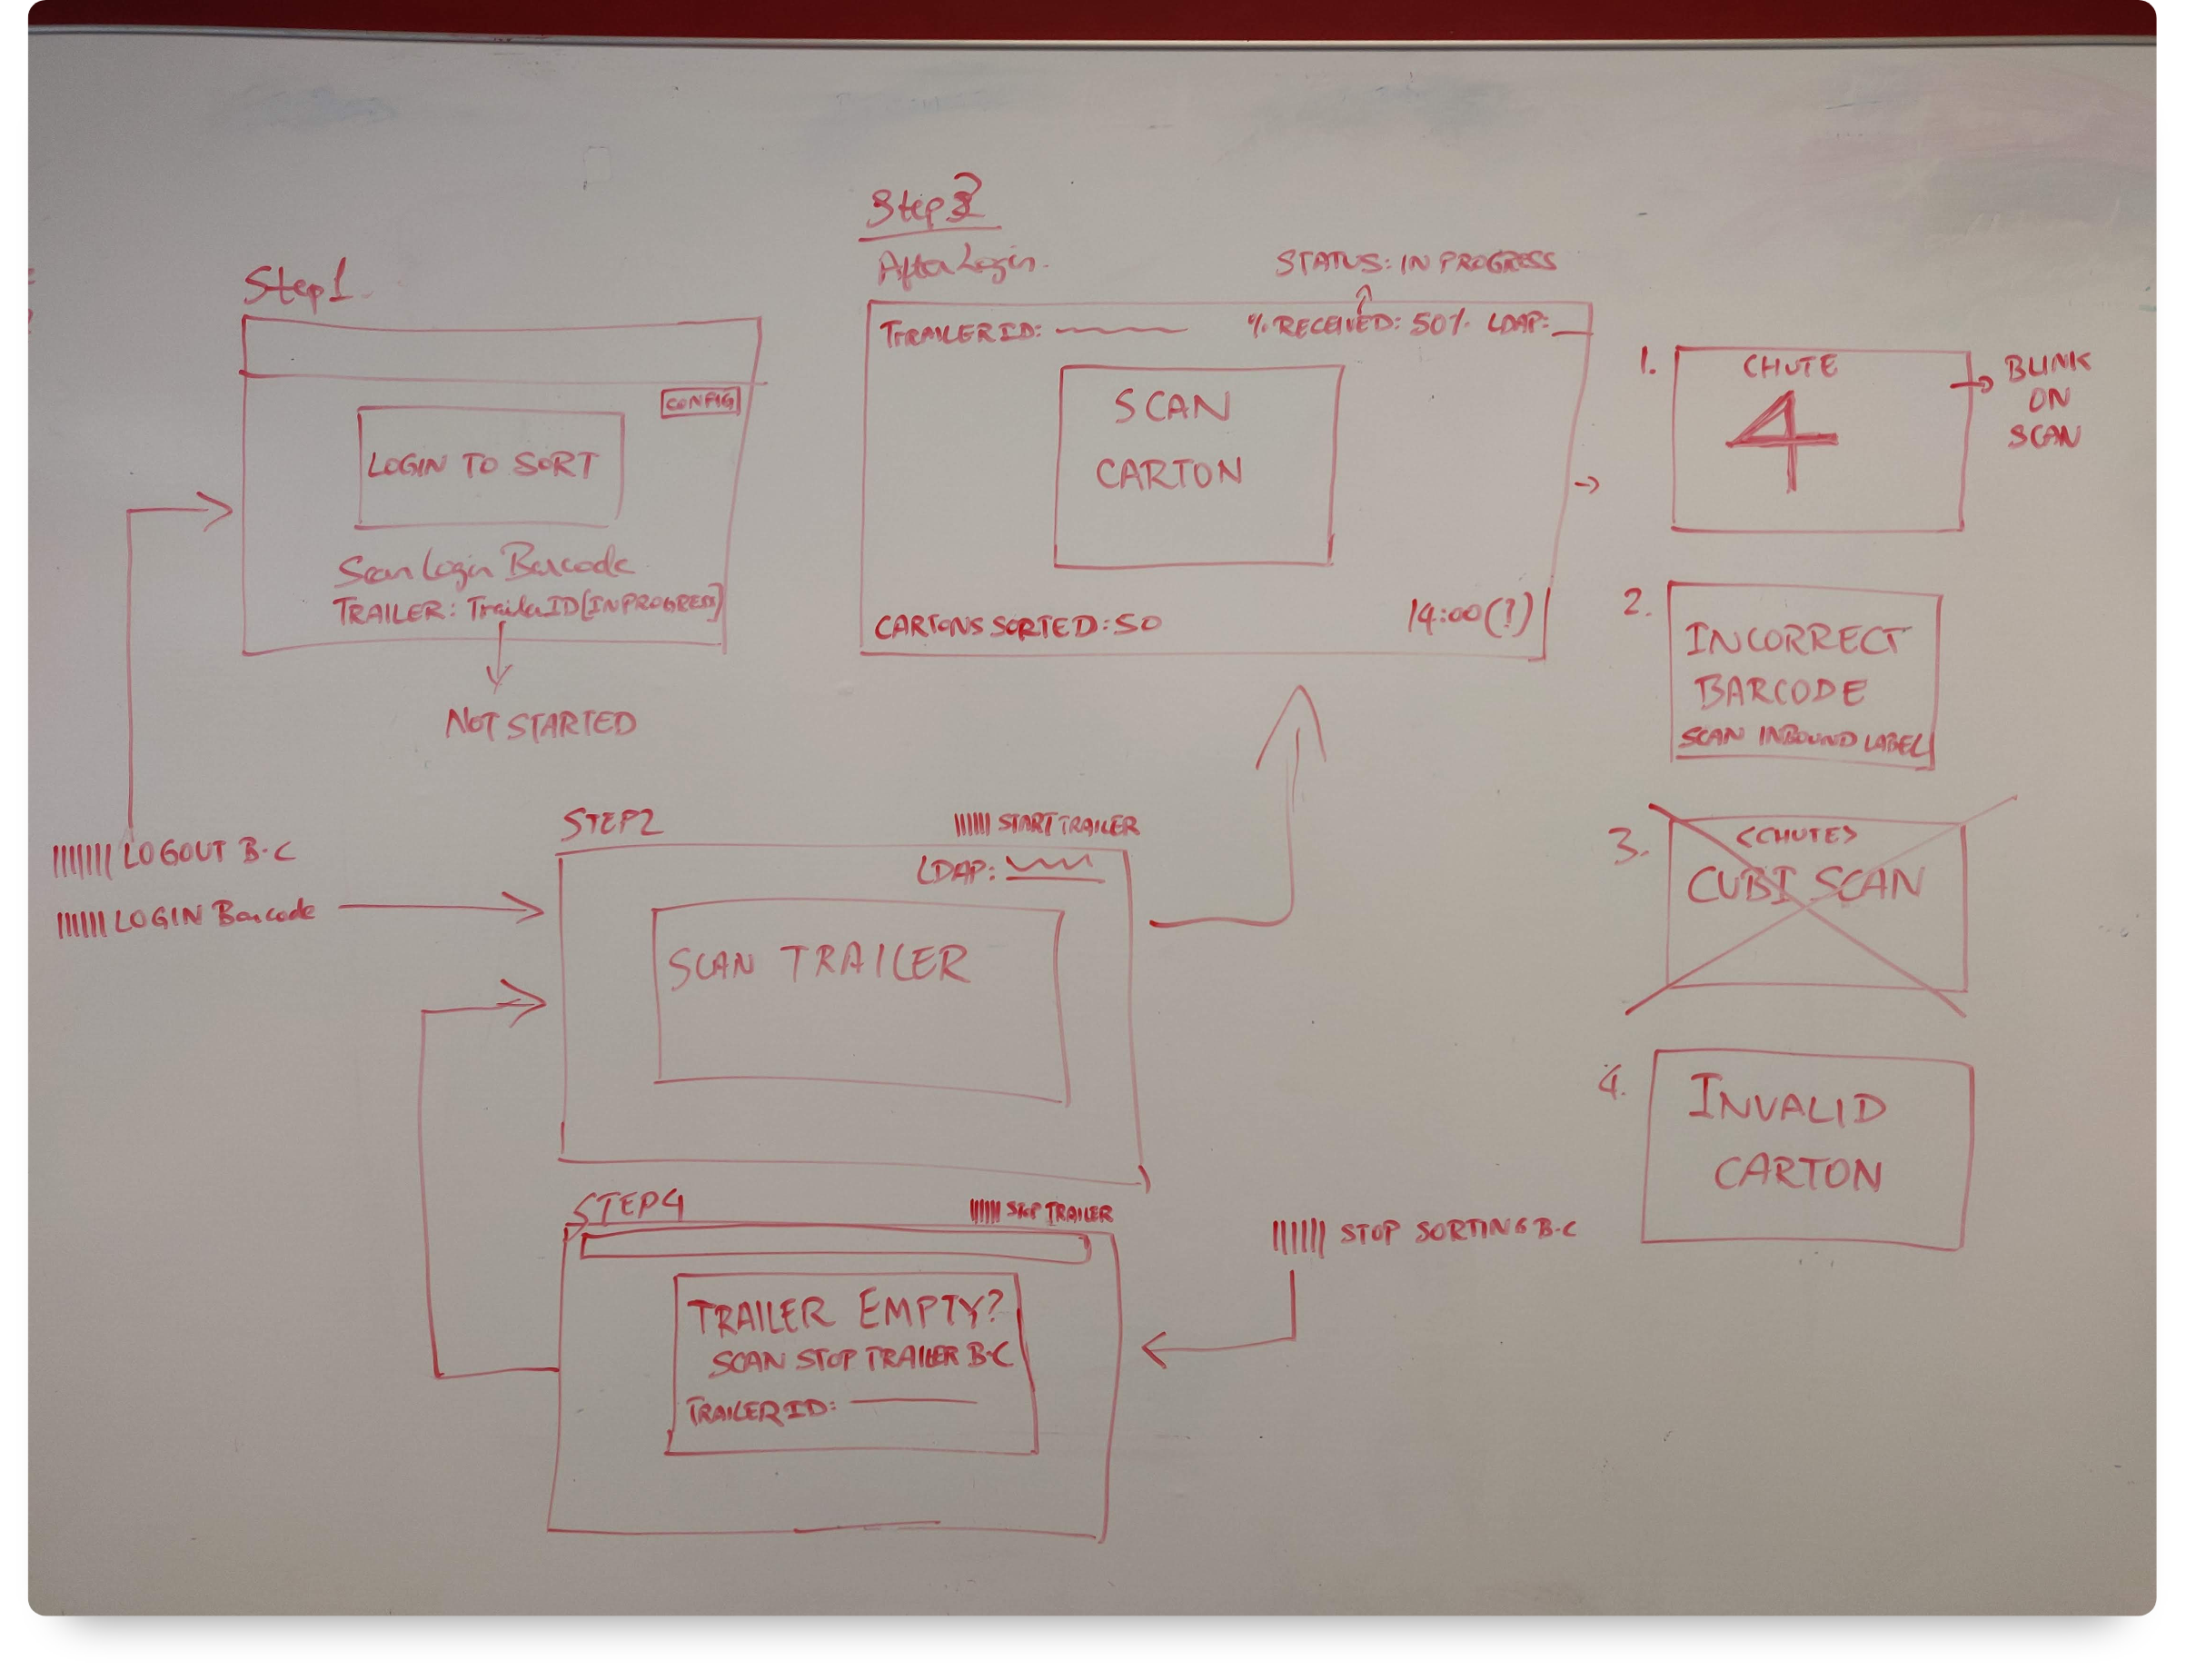 Step 1
CONFIG
LOGIN TO SORT
Scan Login Barcode
TRAILER: Trailer ID [IN PROGRESS]
NOT STARTED
Step 3
After Login.
STATUS: IN PROGRESS
TRAILER ID:
% RECEIVED: 50% LDAP:
SCAN
CARTON
CARTONS SORTED: 50
14:00 (?)
1.
CHUTE
4
BLINK
ON
SCAN
2.
INCORRECT
BARCODE
SCAN INBOUND LABEL
3.
<CHUTE>
CUBI SCAN
4.
INVALID
CARTON
LOGOUT B.C
LOGIN Barcode
STEP 2
START TRAILER
LDAP:
SCAN TRAILER
STEP 4
STOP TRAILER
TRAILER EMPTY?
SCAN STOP TRAILER B.C
TRAILER ID:
STOP SORTING B.C